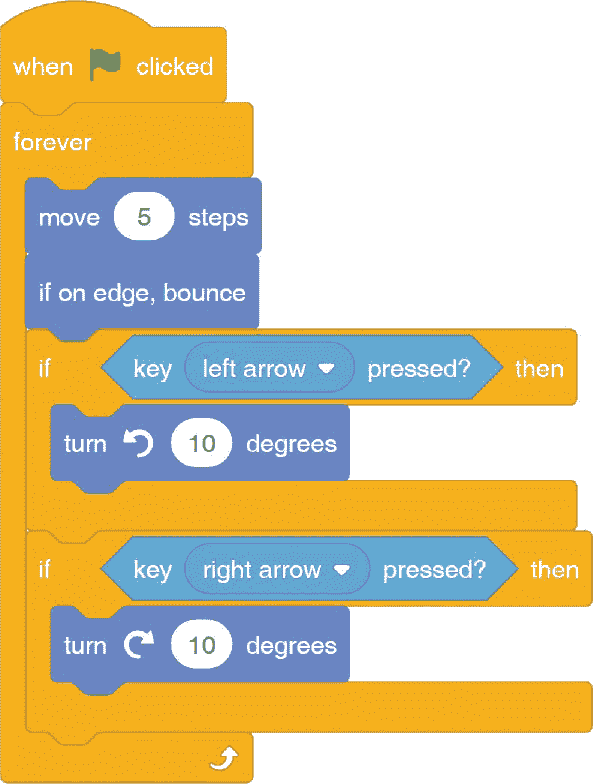 when clicked
forever
move 5 steps
if on edge, bounce
if key left arrow pressed? then
turn 10 degrees
if key right arrow pressed? then
turn 10 degrees